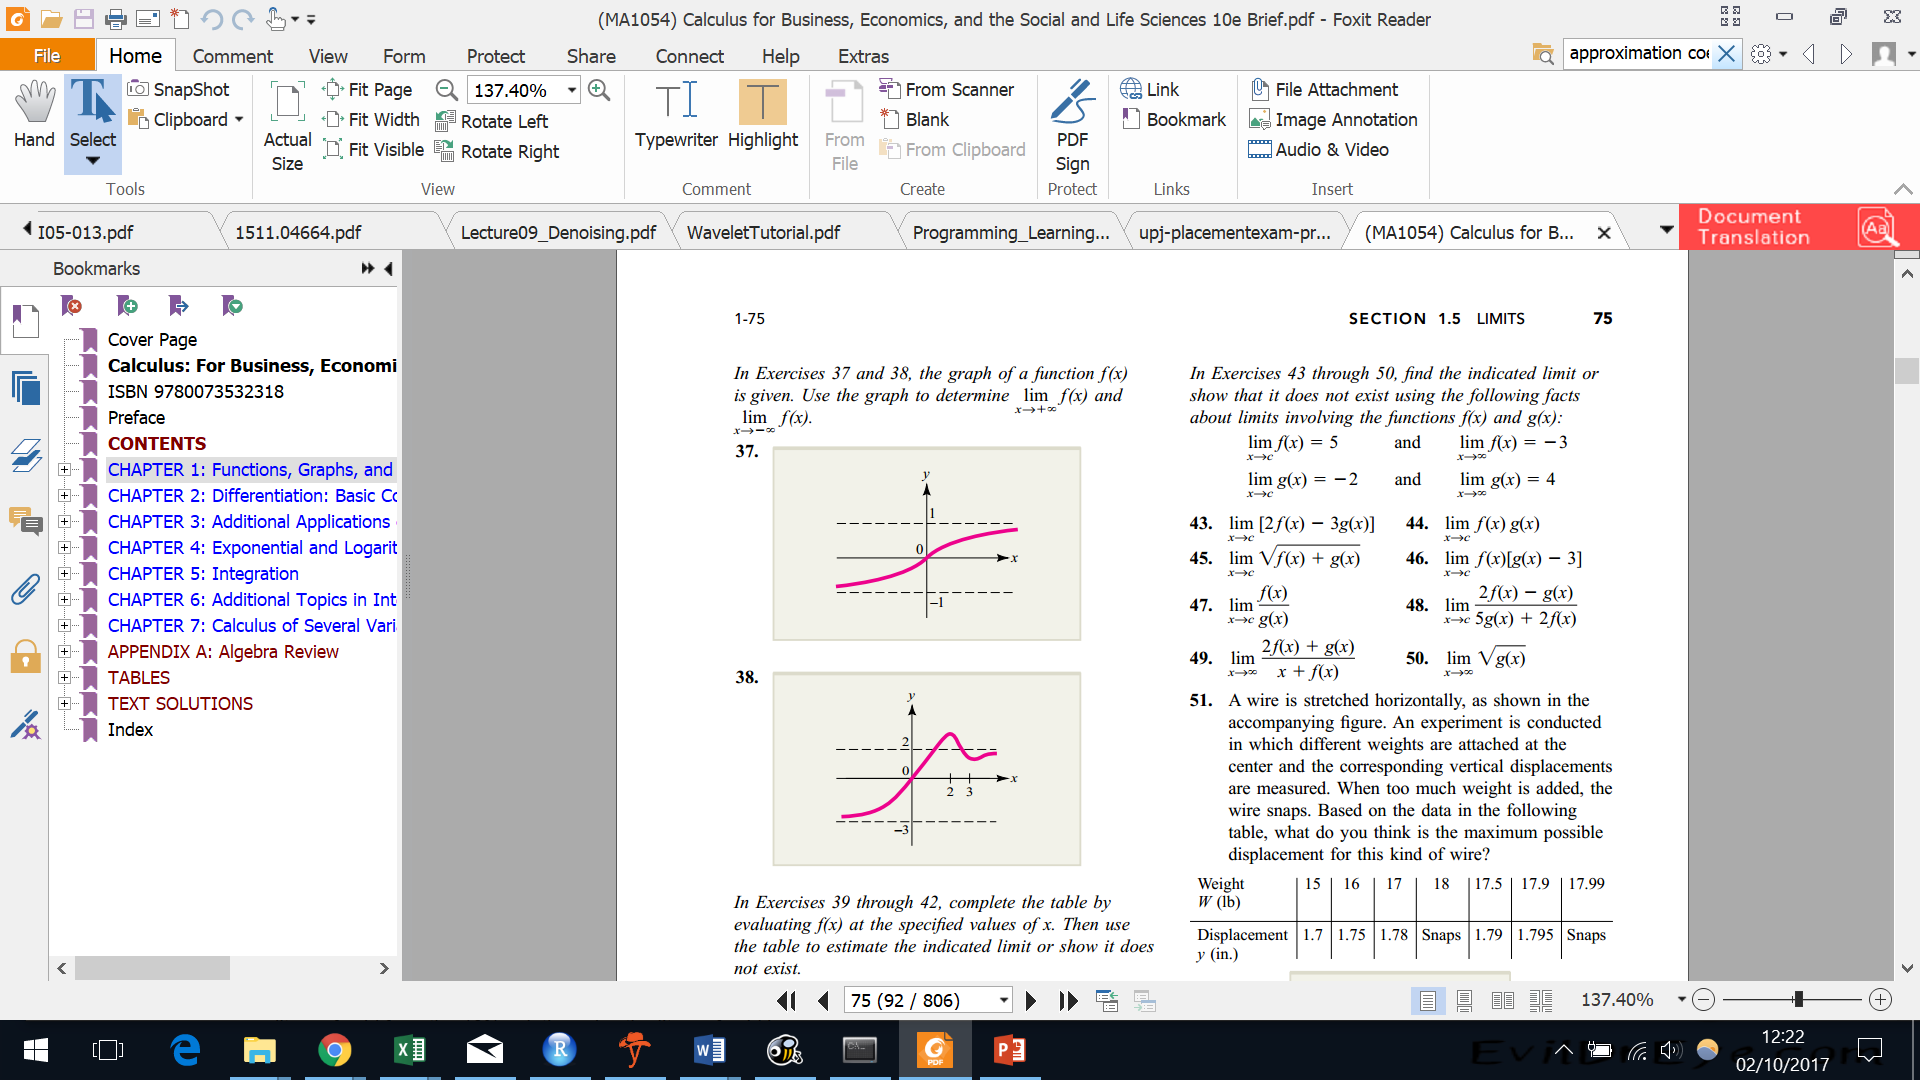 (MA1054) Calculus for Business, Economics, and the Social and Life Sciences 10e Brief.pdf - Foxit Reader
File Home Comment View Form Protect Share Connect Help Extras
approximation coe
Hand
Select
SnapShot
Clipboard
Tools
Actual Size
Fit Page
Fit Width
Fit Visible
137.40%
Rotate Left
Rotate Right
View
Typewriter
Highlight
Comment
From File
From Scanner
Blank
From Clipboard
Create
PDF Sign
Protect
Link
Bookmark
Links
File Attachment
Image Annotation
Audio & Video
Insert
I05-013.pdf
1511.04664.pdf
Lecture09_Denoising.pdf
WaveletTutorial.pdf
Programming_Learning...
upj-placementexam-pr...
(MA1054) Calculus for B...
Document
Translation
Bookmarks
Cover Page
Calculus: For Business, Economi
ISBN 9780073532318
Preface
CONTENTS
CHAPTER 1: Functions, Graphs, and
CHAPTER 2: Differentiation: Basic Co
CHAPTER 3: Additional Applications
CHAPTER 4: Exponential and Logarit
CHAPTER 5: Integration
CHAPTER 6: Additional Topics in Int
CHAPTER 7: Calculus of Several Vari
APPENDIX A: Algebra Review
TABLES
TEXT SOLUTIONS
Index
1-75
SECTION 1.5 LIMITS 75
In Exercises 37 and 38, the graph of a function f(x)
is given. Use the graph to determine lim x→+∞ f(x) and
lim x→−∞ f(x).
37.
y
1
0
x
−1
38.
y
2
0
x
2 3
−3
In Exercises 39 through 42, complete the table by
evaluating f(x) at the specified values of x. Then use
the table to estimate the indicated limit or show it does
not exist.
In Exercises 43 through 50, find the indicated limit or
show that it does not exist using the following facts
about limits involving the functions f(x) and g(x):
lim x→c f(x) = 5 and lim x→∞ f(x) = −3
lim x→c g(x) = −2 and lim x→∞ g(x) = 4
43. lim x→c [2f(x) − 3g(x)] 44. lim x→c f(x) g(x)
45. lim x→c √f(x) + g(x) 46. lim x→c f(x)[g(x) − 3]
47. lim x→c f(x)/g(x) 48. lim x→c 2f(x) − g(x)/5g(x) + 2f(x)
49. lim x→∞ 2f(x) + g(x)/x + f(x) 50. lim x→∞ √g(x)
51. A wire is stretched horizontally, as shown in the
accompanying figure. An experiment is conducted
in which different weights are attached at the
center and the corresponding vertical displacements
are measured. When too much weight is added, the
wire snaps. Based on the data in the following
table, what do you think is the maximum possible
displacement for this kind of wire?
Weight W (lb) 15 16 17 18 17.5 17.9 17.99
Displacement y (in.) 1.7 1.75 1.78 Snaps 1.79 1.795 Snaps
75 (92 / 806)
137.40%
12:22
02/10/2017